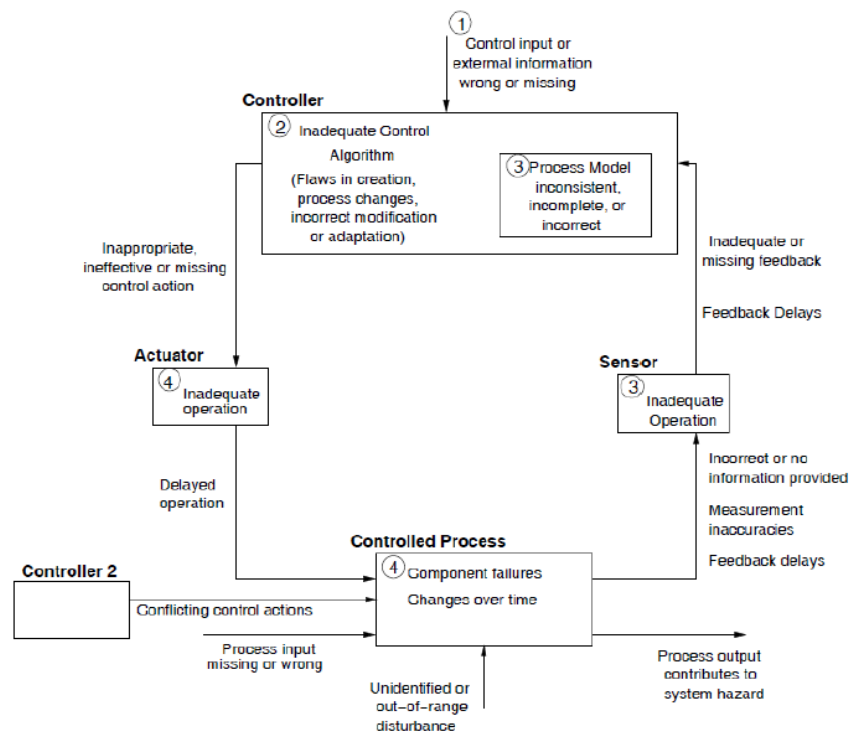 1
Control input or
external information
wrong or missing
Controller
2
Inadequate Control
Algorithm
(Flaws in creation,
process changes,
incorrect modification
or adaptation)
3
Process Model
inconsistent,
incomplete, or
incorrect
Inappropriate,
ineffective or missing
control action
Inadequate or
missing feedback
Feedback Delays
Actuator
4
Inadequate
operation
Sensor
3
Inadequate
Operation
Delayed
operation
Incorrect or no
information provided
Measurement
inaccuracies
Feedback delays
Controlled Process
4
Component failures
Changes over time
Controller 2
Conflicting control actions
Process input
missing or wrong
Unidentified or
out-of-range
disturbance
Process output
contributes to
system hazard